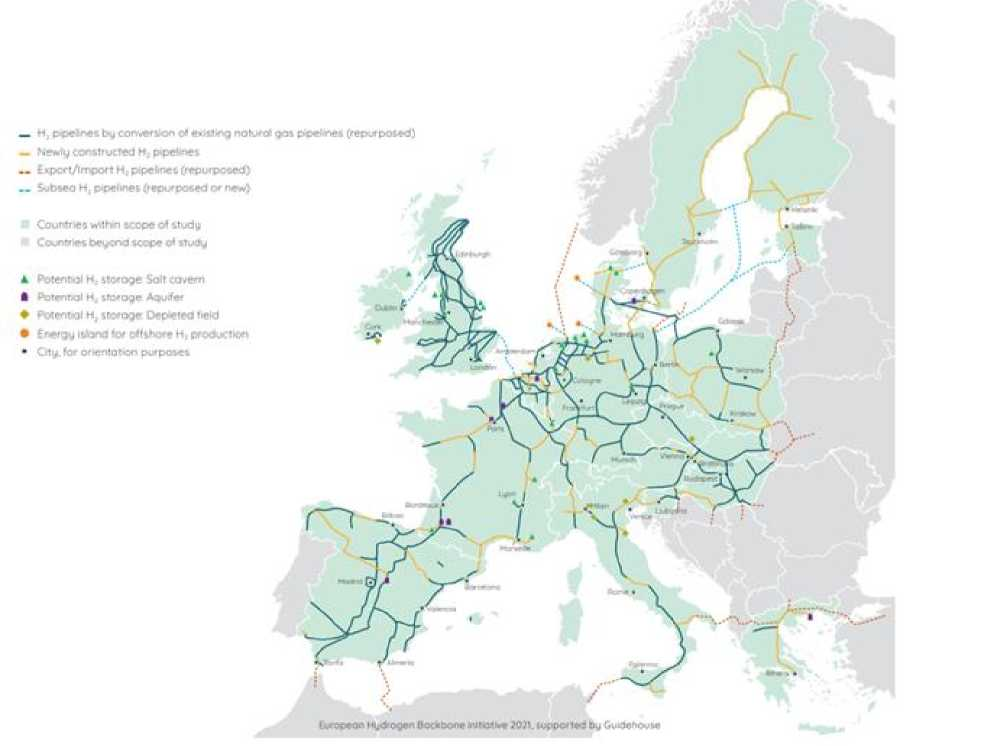 H₂ pipelines by conversion of existing natural gas pipelines (repurposed)
Newly constructed H₂ pipelines
Export/Import H₂ pipelines (repurposed)
Subsea H₂ pipelines (repurposed or new)
Countries within scope of study
Countries beyond scope of study
Potential H₂ storage: Salt cavern
Potential H₂ storage: Aquifer
Potential H₂ storage: Depleted field
Energy island for offshore H₂ production
City, for orientation purposes
Helsinki
Tallinn
Stockholm
Göteborg
Edinburgh
Copenhagen
Dublin
Manchester
Cork
Gdansk
Hamburg
Amsterdam
London
Berlin
Warsaw
Cologne
Leipzig
Frankfurt
Prague
Krakow
Paris
Munich
Vienna
Bratislava
Budapest
Lyon
Bordeaux
Milan
Venice
Ljubljana
Bilbao
Marseille
Madrid
Barcelona
Rome
Valencia
Tarifa
Almeria
Palermo
Athens
European Hydrogen Backbone initiative 2021, supported by Guidehouse